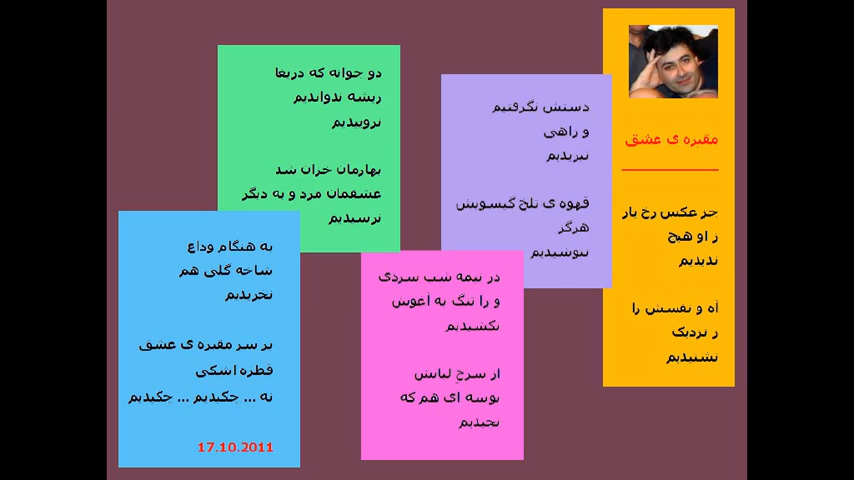 مقبره ی عشق
جز عکس رخ یار
ز او هیچ
ندیدیم
آه و نفسش را
ز نزدیک
نشنیدیم
دستش نگرفتیم
و راهی
نبریدیم
قهوه ی تلخ گیسویش
هرگز
ننوشیدیم
در نیمه شب سردی
و را تنگ به آغوش
نکشیدیم
از سرخ لبانش
بوسه ای هم که
نچیدیم
دو جوانه که دریغا
ریشه ندواندیم
نروییدیم
بهارمان خزان شد
عشقمان مرد و به دیگر
نرسیدیم
به هنگام وداع
شاخه گلی هم
نخریدیم
بر سر مقبره ی عشق
قطره اشکی
نه ... چکیدیم ... چکیدیم
17.10.2011